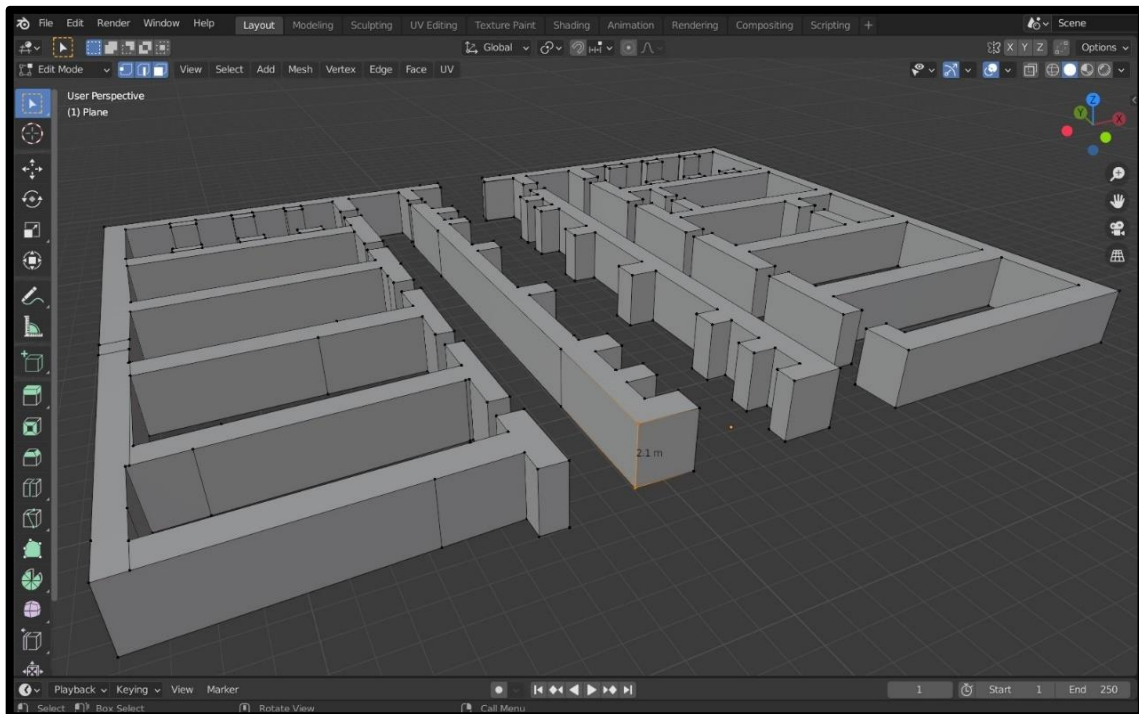 File Edit Render Window Help Layout Modeling Sculpting UV Editing Texture Paint Shading Animation Rendering Compositing Scripting + Scene
Global X Y Z Options
Edit Mode View Select Add Mesh Vertex Edge Face UV
User Perspective
(1) Plane
Z
Y
X
2.1 m
Playback Keying View Marker 1 Start 1 End 250
Select Box Select Rotate View Call Menu